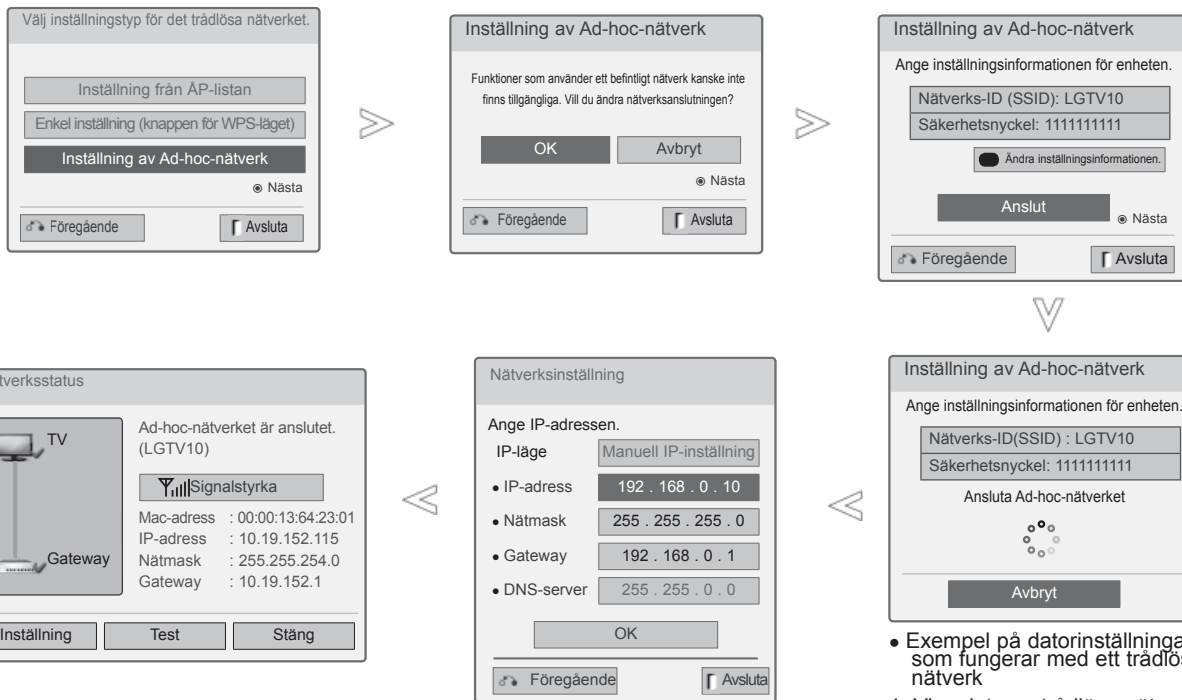 Välj inställningstyp för det trådlösa nätverket.
Inställning från ÅP-listan
Enkel inställning (knappen för WPS-läget)
Inställning av Ad-hoc-nätverk
Nästa
Föregående
Avsluta
Inställning av Ad-hoc-nätverk
Funktioner som använder ett befintligt nätverk kanske inte
finns tillgängliga. Vill du ändra nätverksanslutningen?
OK
Avbryt
Nästa
Föregående
Avsluta
Inställning av Ad-hoc-nätverk
Ange inställningsinformationen för enheten.
Nätverks-ID (SSID): LGTV10
Säkerhetsnyckel: 1111111111
Ändra inställningsinformationen.
Anslut
Nästa
Föregående
Avsluta
Inställning av Ad-hoc-nätverk
Ange inställningsinformationen för enheten.
Nätverks-ID(SSID) : LGTV10
Säkerhetsnyckel: 1111111111
Ansluta Ad-hoc-nätverket
Avbryt
Nätverksinställning
Ange IP-adressen.
IP-läge Manuell IP-inställning
• IP-adress 192 . 168 . 0 . 10
• Nätmask 255 . 255 . 255 . 0
• Gateway 192 . 168 . 0 . 1
• DNS-server 255 . 255 . 0 . 0
OK
Föregående
Avsluta
tverksstatus
TV
Gateway
Ad-hoc-nätverket är anslutet.
(LGTV10)
Signalstyrka
Mac-adress : 00:00:13:64:23:01
IP-adress : 10.19.152.115
Nätmask : 255.255.254.0
Gateway : 10.19.152.1
Inställning
Test
Stäng
• Exempel på datorinställninga
som fungerar med ett trådlös
nätverk